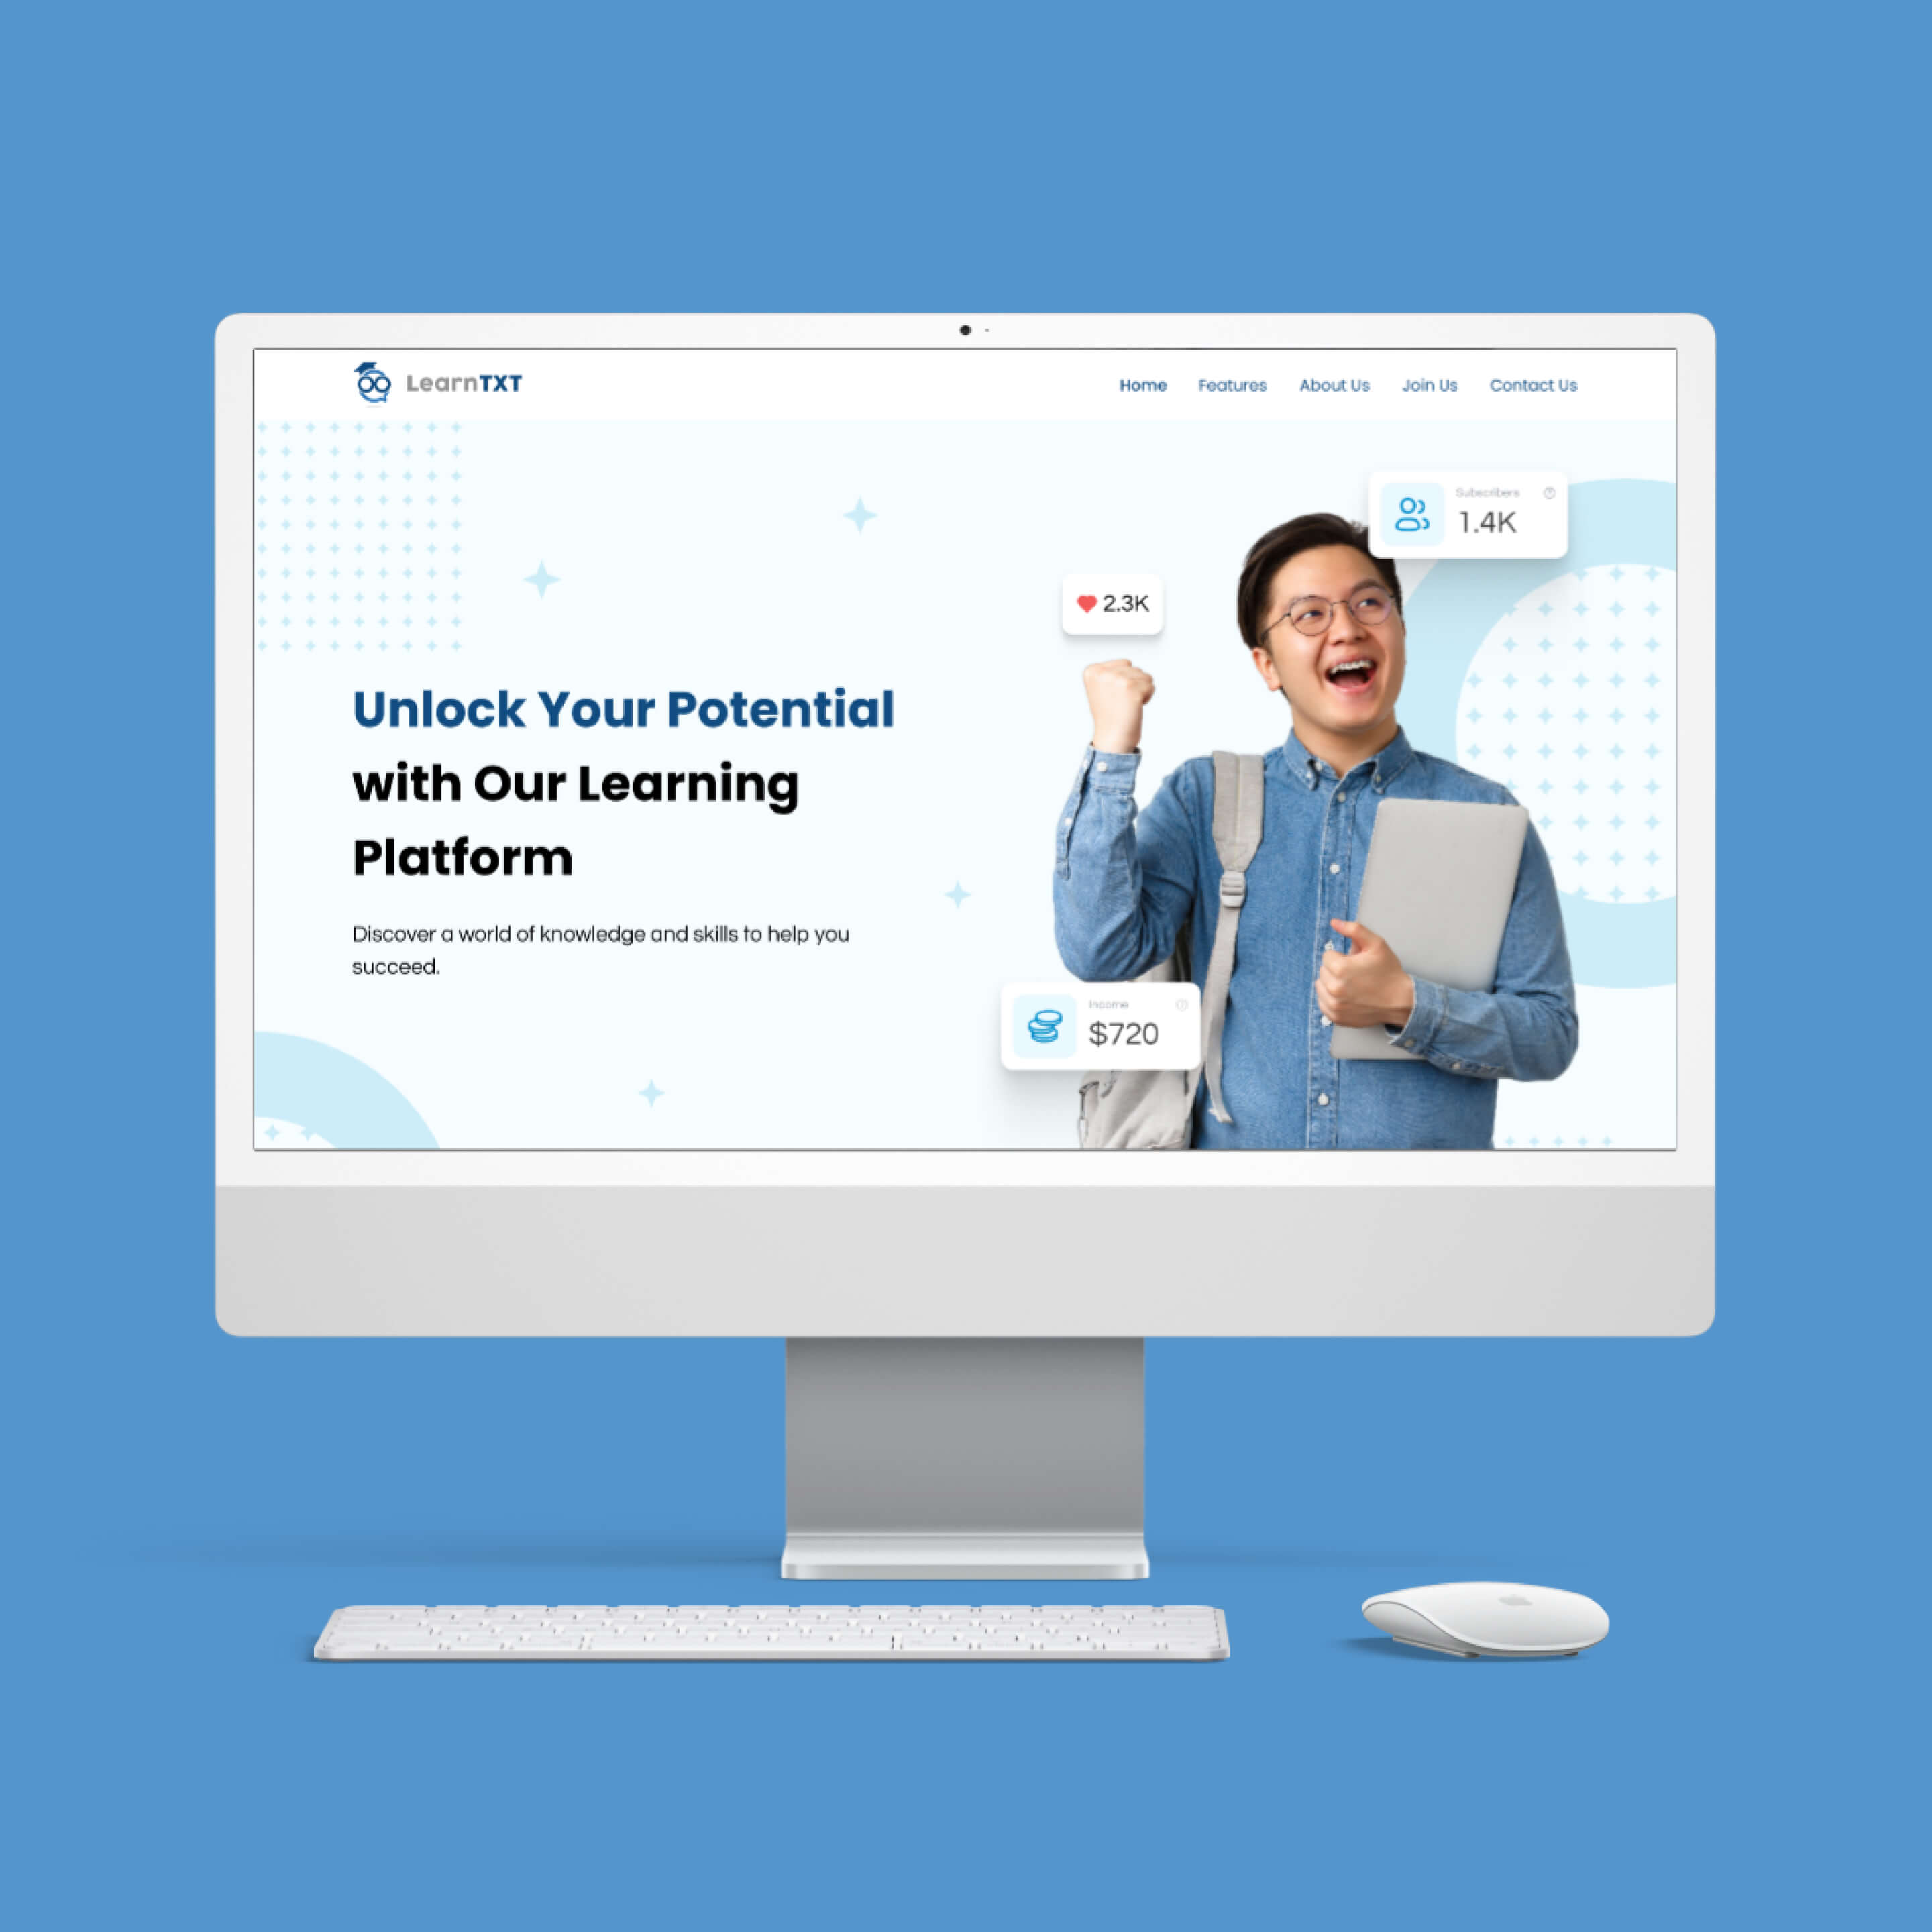 LearnTXT
Home Features About Us Join Us Contact Us
Subscribers
1.4K
2.3K
Unlock Your Potential
with Our Learning
Platform
Discover a world of knowledge and skills to help you
succeed.
Income
$720